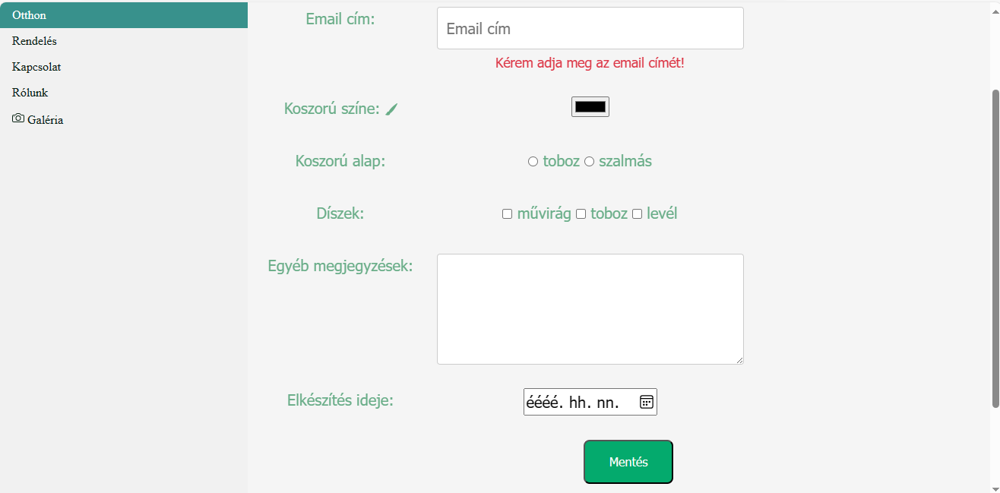 Otthon
Rendelés
Kapcsolat
Rólunk
Galéria
Email cím:
Email cím
Kérem adja meg az email címét!
Koszorú színe:
Koszorú alap:
toboz szalmás
Díszek:
művirág toboz levél
Egyéb megjegyzések:
Elkészítés ideje:
éééé. hh. nn.
Mentés